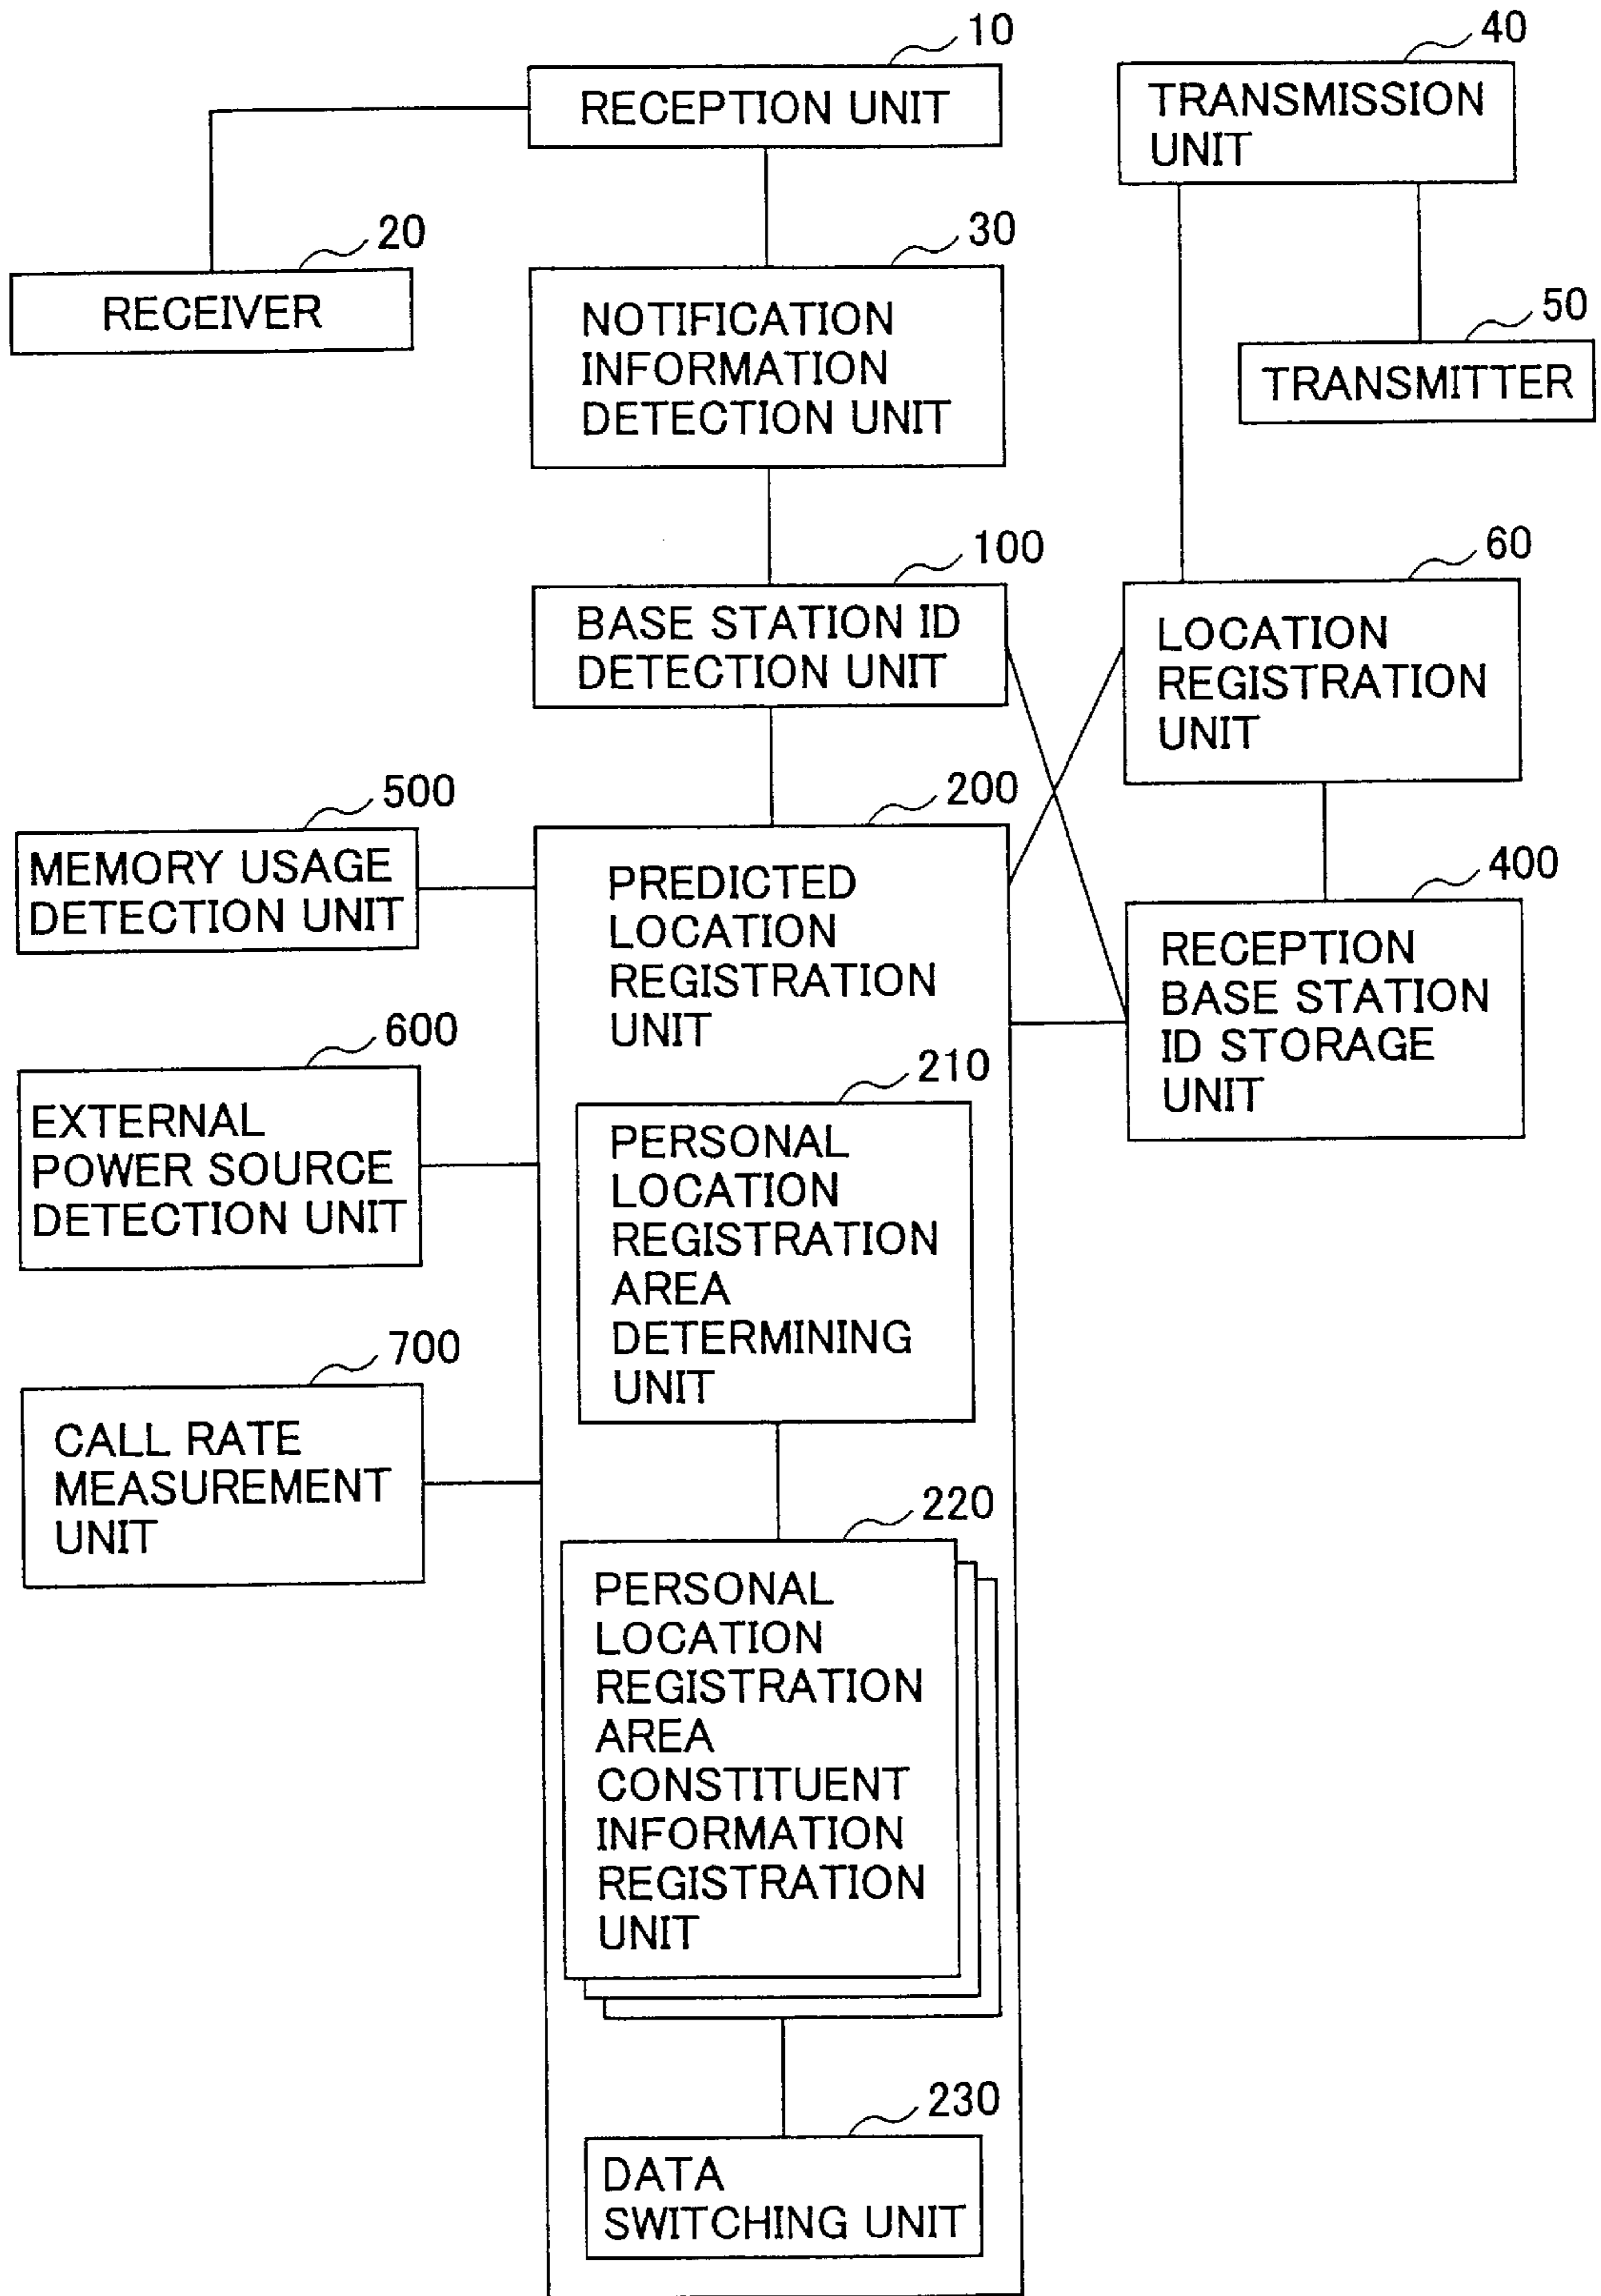 10
RECEPTION UNIT
40
TRANSMISSION
UNIT
20
RECEIVER
30
NOTIFICATION
INFORMATION
DETECTION UNIT
50
TRANSMITTER
100
BASE STATION ID
DETECTION UNIT
60
LOCATION
REGISTRATION
UNIT
500
MEMORY USAGE
DETECTION UNIT
200
PREDICTED
LOCATION
REGISTRATION
UNIT
400
RECEPTION
BASE STATION
ID STORAGE
UNIT
600
EXTERNAL
POWER SOURCE
DETECTION UNIT
210
PERSONAL
LOCATION
REGISTRATION
AREA
DETERMINING
UNIT
700
CALL RATE
MEASUREMENT
UNIT
220
PERSONAL
LOCATION
REGISTRATION
AREA
CONSTITUENT
INFORMATION
REGISTRATION
UNIT
230
DATA
SWITCHING UNIT